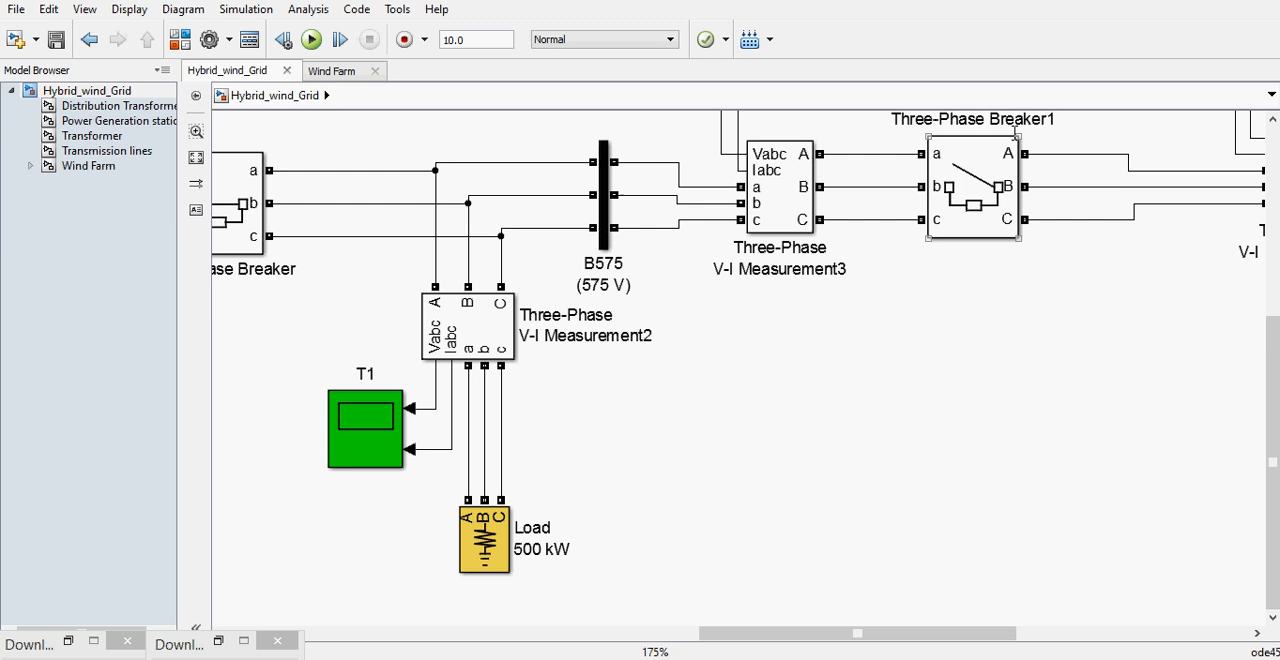 File Edit View Display Diagram Simulation Analysis Code Tools Help
10.0 Normal
Model Browser
Hybrid_wind_Grid Wind Farm
Hybrid_wind_Grid
Distribution Transforme
Power Generation static
Transformer
Transmission lines
Wind Farm
Hybrid_wind_Grid
Three-Phase Breaker1
a
b
c
ase Breaker
B575
(575 V)
Vabc A
Iabc
a B
b
c C
Three-Phase
V-I Measurement3
a A
b B
c C
T
V-I
A B C
Vabc Iabc a b c
Three-Phase
V-I Measurement2
T1
A B C
Load
500 kW
Downl...
Downl...
175%
ode45